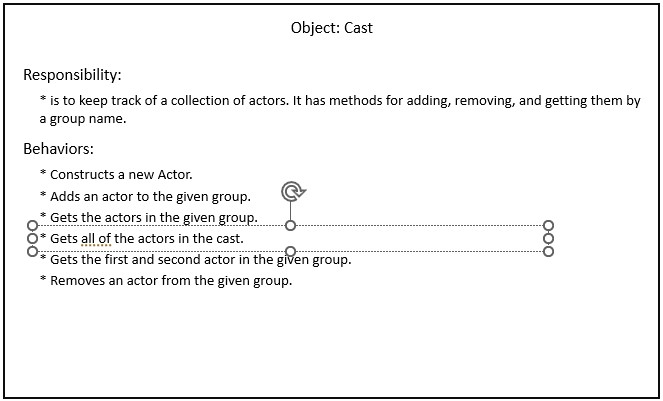 Object: Cast
Responsibility:
* is to keep track of a collection of actors. It has methods for adding, removing, and getting them by
a group name.
Behaviors:
* Constructs a new Actor.
* Adds an actor to the given group.
* Gets the actors in the given group.
* Gets all of the actors in the cast.
* Gets the first and second actor in the given group.
* Removes an actor from the given group.